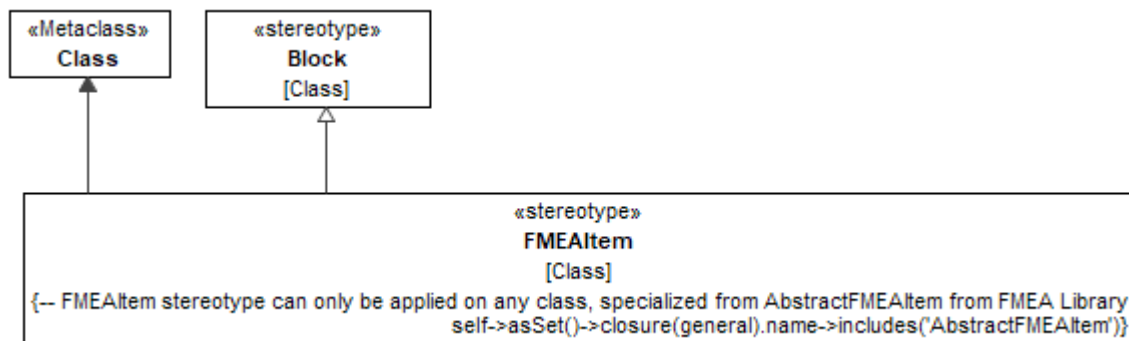 «Metaclass»
Class
«stereotype»
Block
[Class]
«stereotype»
FMEAItem
[Class]
{-- FMEAItem stereotype can only be applied on any class, specialized from AbstractFMEAItem from FMEA Library
self->asSet()->closure(general).name->includes('AbstractFMEAItem')}